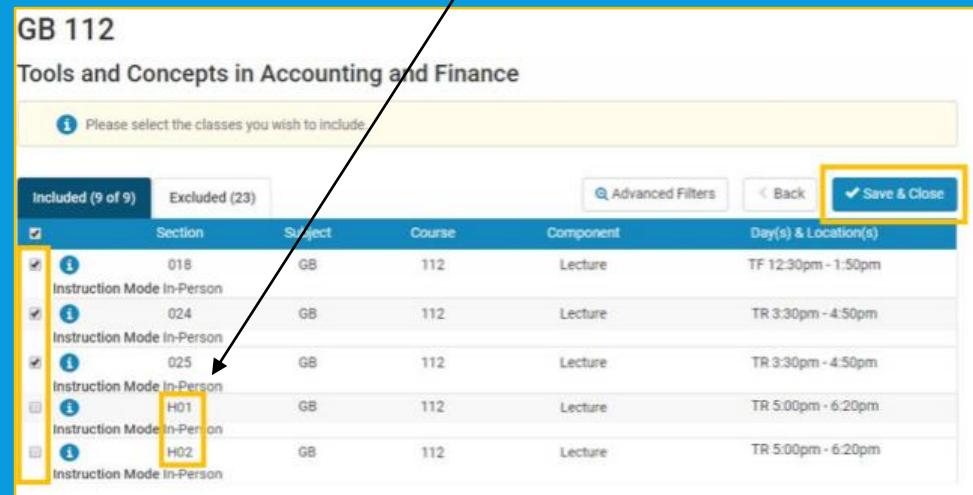 GB 112
Tools and Concepts in Accounting and Finance
Please select the classes you wish to include.
Included (9 of 9) Excluded (23) Advanced Filters < Back Save & Close
Section Subject Course Component Day(s) & Location(s)
018 GB 112 Lecture TF 12:30pm - 1:50pm
Instruction Mode In-Person
024 GB 112 Lecture TR 3:30pm - 4:50pm
Instruction Mode In-Person
025 GB 112 Lecture TR 3:30pm - 4:50pm
Instruction Mode In-Person
H01 GB 112 Lecture TR 5:00pm - 6:20pm
Instruction Mode In-Person
H02 GB 112 Lecture TR 5:00pm - 6:20pm
Instruction Mode In-Person